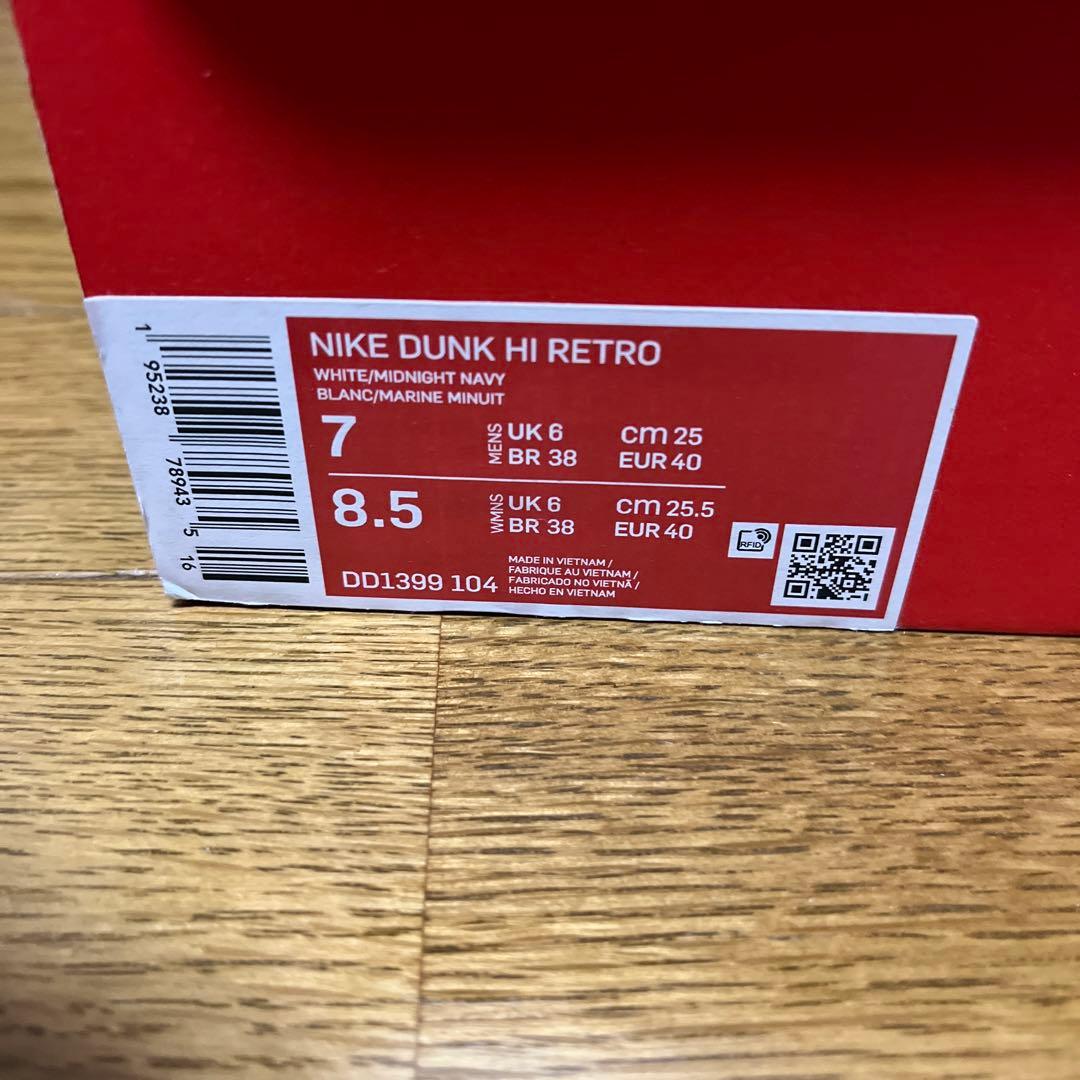 NIKE DUNK HI RETRO
WHITE/MIDNIGHT NAVY
BLANC/MARINE MINUIT
7 MENS UK 6 cm 25
BR 38 EUR 40
8.5 WMNS UK 6 cm 25.5
BR 38 EUR 40
DD1399 104
MADE IN VIETNAM /
FABRIQUE AU VIETNAM /
FABRICADO NO VIETNÃ /
HECHO EN VIETNAM
RFID
1 95238 78943 5 16